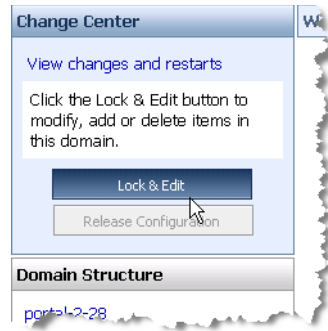 Change Center
View changes and restarts
Click the Lock & Edit button to
modify, add or delete items in
this domain.
Lock & Edit
Release Configuration
Domain Structure
portal-2-28